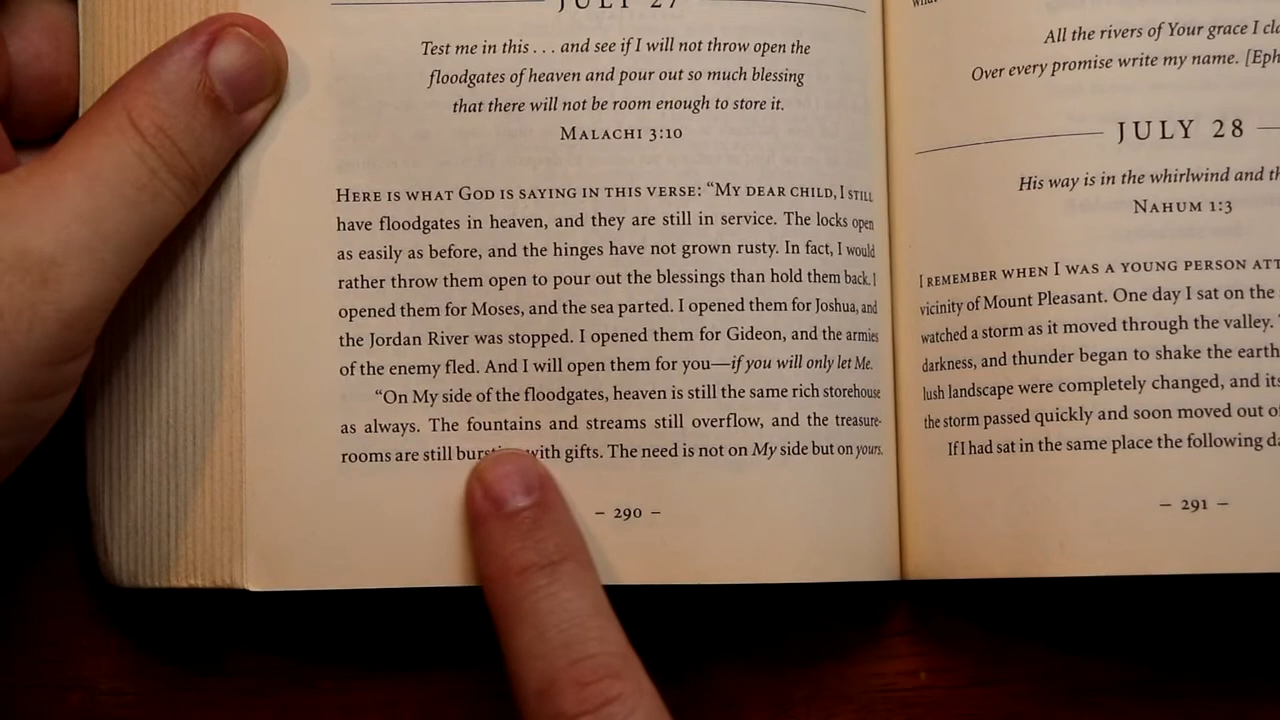 JULY 27
Test me in this . . . and see if I will not throw open the
floodgates of heaven and pour out so much blessing
that there will not be room enough to store it.
MALACHI 3:10
HERE IS WHAT GOD IS SAYING IN THIS VERSE: “MY DEAR CHILD, I STILL
have floodgates in heaven, and they are still in service. The locks open
as easily as before, and the hinges have not grown rusty. In fact, I would
rather throw them open to pour out the blessings than hold them back. I
opened them for Moses, and the sea parted. I opened them for Joshua, and
the Jordan River was stopped. I opened them for Gideon, and the armies
of the enemy fled. And I will open them for you—if you will only let Me.
“On My side of the floodgates, heaven is still the same rich storehouse
as always. The fountains and streams still overflow, and the treasure-
rooms are still with gifts. The need is not on My side but on yours.
– 290 –
All the rivers of Your grace I
Over every promise write my name. [Eph
JULY 28
His way is in the whirlwind and
NAHUM 1:3
I REMEMBER WHEN I WAS A YOUNG PERSON
vicinity of Mount Pleasant. One day I sat on the
watched a storm as it moved through the valley.
darkness, and thunder began to shake the earth
lush landscape were completely changed, and its
the storm passed quickly and soon moved out
If I had sat in the same place the following
– 291 –